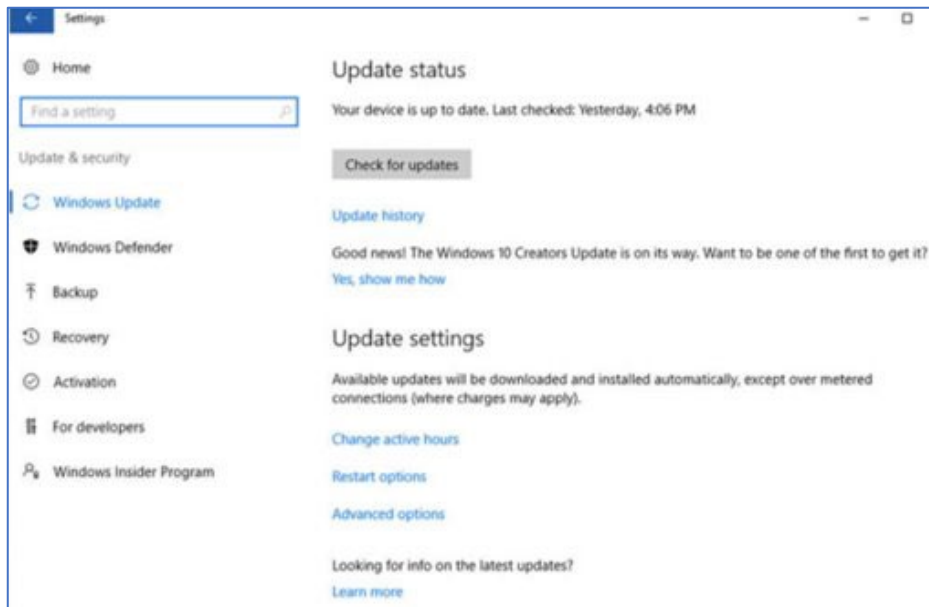 Settings
Home
Find a setting
Update & security
Windows Update
Windows Defender
Backup
Recovery
Activation
For developers
Windows Insider Program
Update status
Your device is up to date. Last checked: Yesterday, 4:06 PM
Check for updates
Update history
Good news! The Windows 10 Creators Update is on its way. Want to be one of the first to get it?
Yes, show me how
Update settings
Available updates will be downloaded and installed automatically, except over metered
connections (where charges may apply).
Change active hours
Restart options
Advanced options
Looking for info on the latest updates?
Learn more